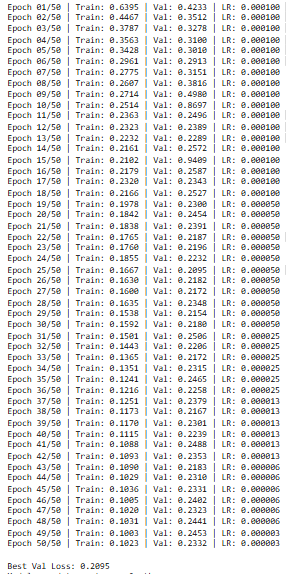 Epoch 01/50 | Train: 0.6395 | Val: 0.4233 | LR: 0.000100
Epoch 02/50 | Train: 0.4467 | Val: 0.3512 | LR: 0.000100
Epoch 03/50 | Train: 0.3787 | Val: 0.3278 | LR: 0.000100
Epoch 04/50 | Train: 0.3563 | Val: 0.3100 | LR: 0.000100
Epoch 05/50 | Train: 0.3428 | Val: 0.3010 | LR: 0.000100
Epoch 06/50 | Train: 0.2961 | Val: 0.2913 | LR: 0.000100
Epoch 07/50 | Train: 0.2775 | Val: 0.3151 | LR: 0.000100
Epoch 08/50 | Train: 0.2607 | Val: 0.3816 | LR: 0.000100
Epoch 09/50 | Train: 0.2714 | Val: 0.4980 | LR: 0.000100
Epoch 10/50 | Train: 0.2514 | Val: 0.8697 | LR: 0.000100
Epoch 11/50 | Train: 0.2363 | Val: 0.2496 | LR: 0.000100
Epoch 12/50 | Train: 0.2323 | Val: 0.2389 | LR: 0.000100
Epoch 13/50 | Train: 0.2232 | Val: 0.2289 | LR: 0.000100
Epoch 14/50 | Train: 0.2161 | Val: 0.2572 | LR: 0.000100
Epoch 15/50 | Train: 0.2102 | Val: 0.9409 | LR: 0.000100
Epoch 16/50 | Train: 0.2179 | Val: 0.2587 | LR: 0.000100
Epoch 17/50 | Train: 0.2320 | Val: 0.2343 | LR: 0.000100
Epoch 18/50 | Train: 0.2166 | Val: 0.2527 | LR: 0.000100
Epoch 19/50 | Train: 0.1978 | Val: 0.2300 | LR: 0.000050
Epoch 20/50 | Train: 0.1842 | Val: 0.2454 | LR: 0.000050
Epoch 21/50 | Train: 0.1838 | Val: 0.2391 | LR: 0.000050
Epoch 22/50 | Train: 0.1765 | Val: 0.2187 | LR: 0.000050
Epoch 23/50 | Train: 0.1760 | Val: 0.2196 | LR: 0.000050
Epoch 24/50 | Train: 0.1855 | Val: 0.2232 | LR: 0.000050
Epoch 25/50 | Train: 0.1667 | Val: 0.2095 | LR: 0.000050
Epoch 26/50 | Train: 0.1630 | Val: 0.2182 | LR: 0.000050
Epoch 27/50 | Train: 0.1600 | Val: 0.2172 | LR: 0.000050
Epoch 28/50 | Train: 0.1635 | Val: 0.2348 | LR: 0.000050
Epoch 29/50 | Train: 0.1538 | Val: 0.2154 | LR: 0.000050
Epoch 30/50 | Train: 0.1592 | Val: 0.2180 | LR: 0.000050
Epoch 31/50 | Train: 0.1501 | Val: 0.2506 | LR: 0.000025
Epoch 32/50 | Train: 0.1443 | Val: 0.2206 | LR: 0.000025
Epoch 33/50 | Train: 0.1365 | Val: 0.2172 | LR: 0.000025
Epoch 34/50 | Train: 0.1351 | Val: 0.2315 | LR: 0.000025
Epoch 35/50 | Train: 0.1241 | Val: 0.2465 | LR: 0.000025
Epoch 36/50 | Train: 0.1216 | Val: 0.2258 | LR: 0.000025
Epoch 37/50 | Train: 0.1251 | Val: 0.2379 | LR: 0.000013
Epoch 38/50 | Train: 0.1173 | Val: 0.2167 | LR: 0.000013
Epoch 39/50 | Train: 0.1170 | Val: 0.2301 | LR: 0.000013
Epoch 40/50 | Train: 0.1115 | Val: 0.2239 | LR: 0.000013
Epoch 41/50 | Train: 0.1088 | Val: 0.2488 | LR: 0.000013
Epoch 42/50 | Train: 0.1093 | Val: 0.2353 | LR: 0.000013
Epoch 43/50 | Train: 0.1090 | Val: 0.2183 | LR: 0.000006
Epoch 44/50 | Train: 0.1029 | Val: 0.2310 | LR: 0.000006
Epoch 45/50 | Train: 0.1036 | Val: 0.2331 | LR: 0.000006
Epoch 46/50 | Train: 0.1005 | Val: 0.2402 | LR: 0.000006
Epoch 47/50 | Train: 0.1020 | Val: 0.2323 | LR: 0.000006
Epoch 48/50 | Train: 0.1031 | Val: 0.2441 | LR: 0.000006
Epoch 49/50 | Train: 0.1003 | Val: 0.2453 | LR: 0.000003
Epoch 50/50 | Train: 0.1023 | Val: 0.2332 | LR: 0.000003
Best Val Loss: 0.2095